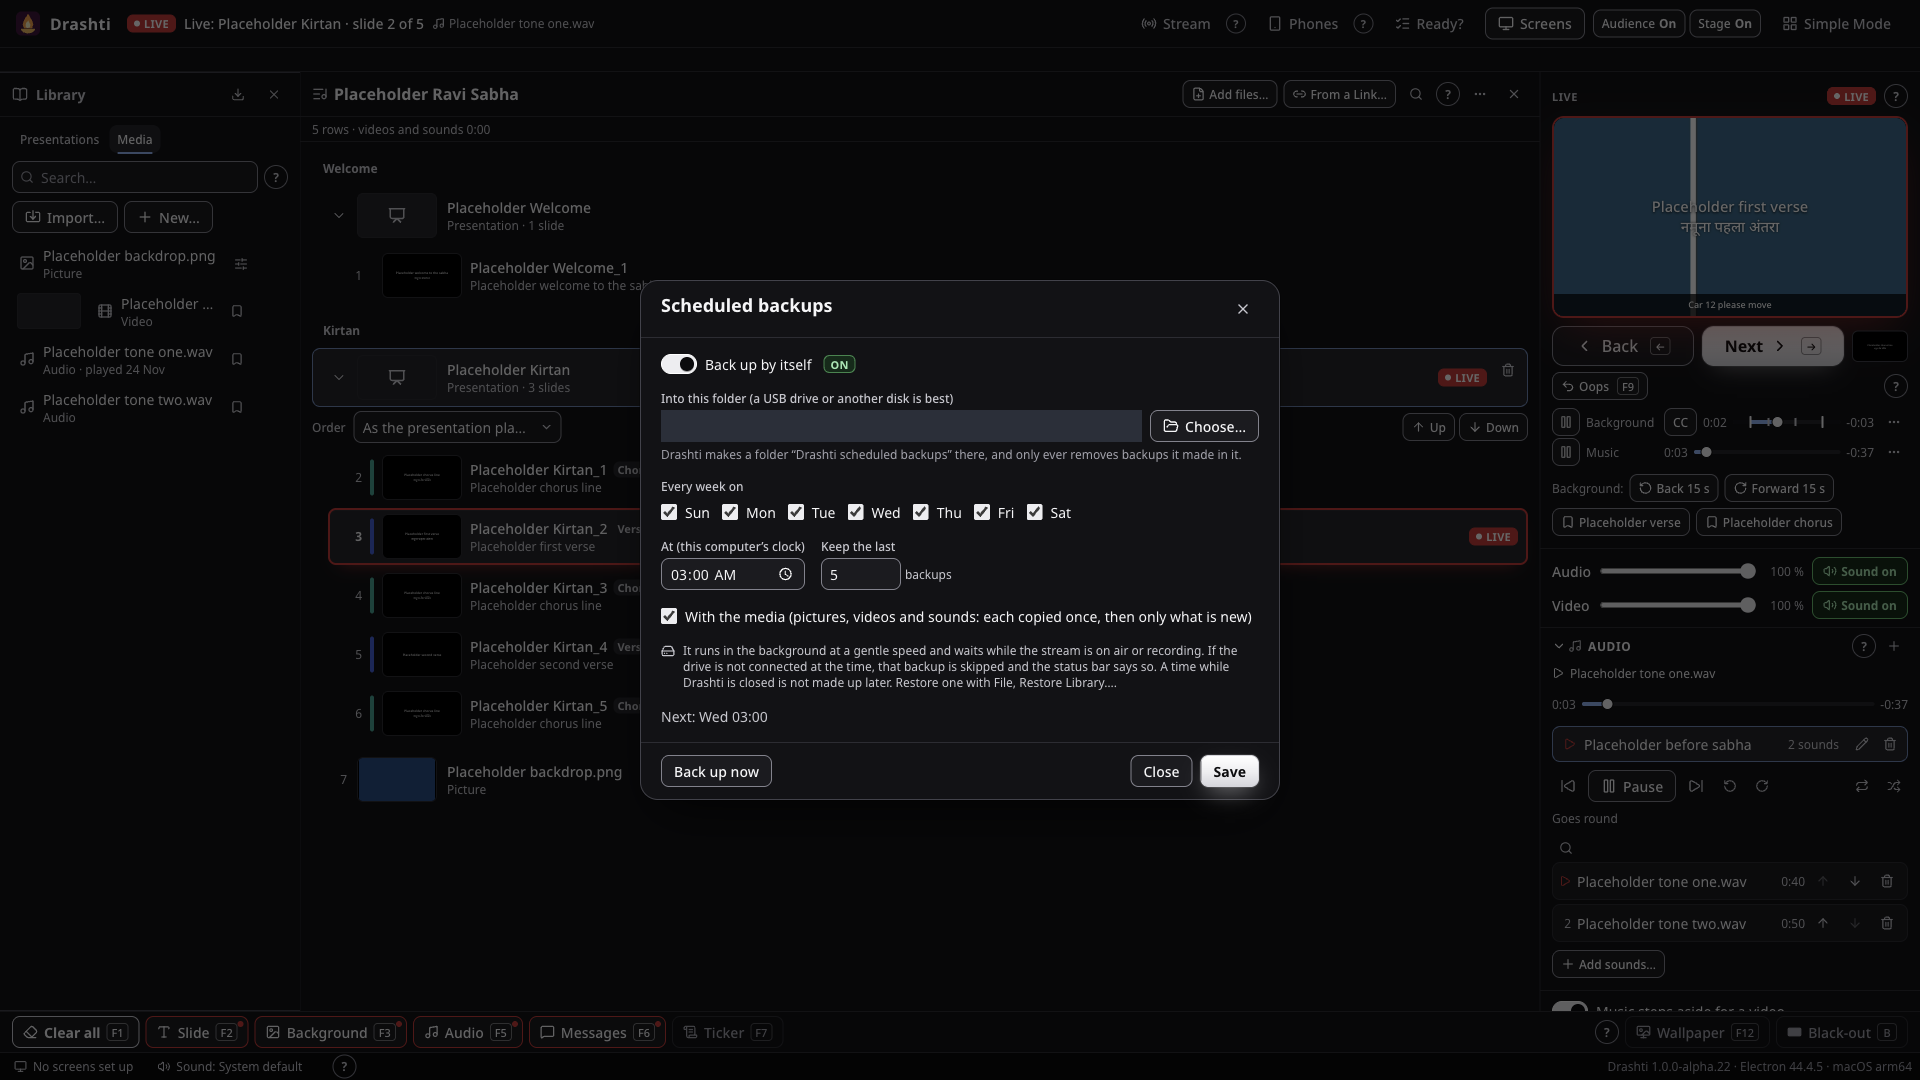 Drashti
LIVE
Live: Placeholder Kirtan · slide 2 of 5
Placeholder tone one.wav
Stream
?
Phones
?
Ready?
Screens
Audience On
Stage On
Simple Mode
Library
Presentations
Media
Search...
?
Import...
New...
Placeholder backdrop.png
Picture
Placeholder ...
Video
Placeholder tone one.wav
Audio · played 24 Nov
Placeholder tone two.wav
Audio
Placeholder Ravi Sabha
Add files...
From a Link...
?
5 rows · videos and sounds 0:00
Welcome
Placeholder Welcome
Presentation · 1 slide
1
Placeholder Welcome_1
Placeholder welcome to the
Kirtan
Placeholder Kirtan
Presentation · 3 slides
LIVE
Order
As the presentation pla...
Up
Down
2
Placeholder Kirtan_1
Placeholder chorus line
3
Placeholder Kirtan_2
Placeholder first verse
LIVE
4
Placeholder Kirtan_3
Placeholder chorus line
5
Placeholder Kirtan_4
Placeholder second verse
6
Placeholder Kirtan_5
Placeholder chorus line
7
Placeholder backdrop.png
Picture
Scheduled backups
Back up by itself
ON
Into this folder (a USB drive or another disk is best)
Choose...
Drashti makes a folder “Drashti scheduled backups” there, and only ever removes backups it made in it.
Every week on
Sun Mon Tue Wed Thu Fri Sat
At (this computer’s clock)
Keep the last
03:00 AM
5
backups
With the media (pictures, videos and sounds: each copied once, then only what is new)
It runs in the background at a gentle speed and waits while the stream is on air or recording. If the
drive is not connected at the time, that backup is skipped and the status bar says so. A time while
Drashti is closed is not made up later. Restore one with File, Restore Library....
Next: Wed 03:00
Back up now
Close
Save
LIVE
LIVE
?
Placeholder first verse
नमूना पहला अंतरा
Car 12 please move
Back
Next
Oops F9
?
Background CC 0:02 -0:03
Music 0:03 -0:37
Background:
Back 15 s
Forward 15 s
Placeholder verse
Placeholder chorus
Audio 100 % Sound on
Video 100 % Sound on
AUDIO
?
Placeholder tone one.wav
0:03 -0:37
Placeholder before sabha 2 sounds
Pause
Goes round
Placeholder tone one.wav 0:40
2 Placeholder tone two.wav 0:50
Add sounds...
Music steps aside for a video
Clear all F1
Slide F2
Background F3
Audio F5
Messages F6
Ticker F7
?
Wallpaper F12
Black-out B
No screens set up
Sound: System default
?
Drashti 1.0.0-alpha.22 · Electron 44.4.5 · macOS arm64